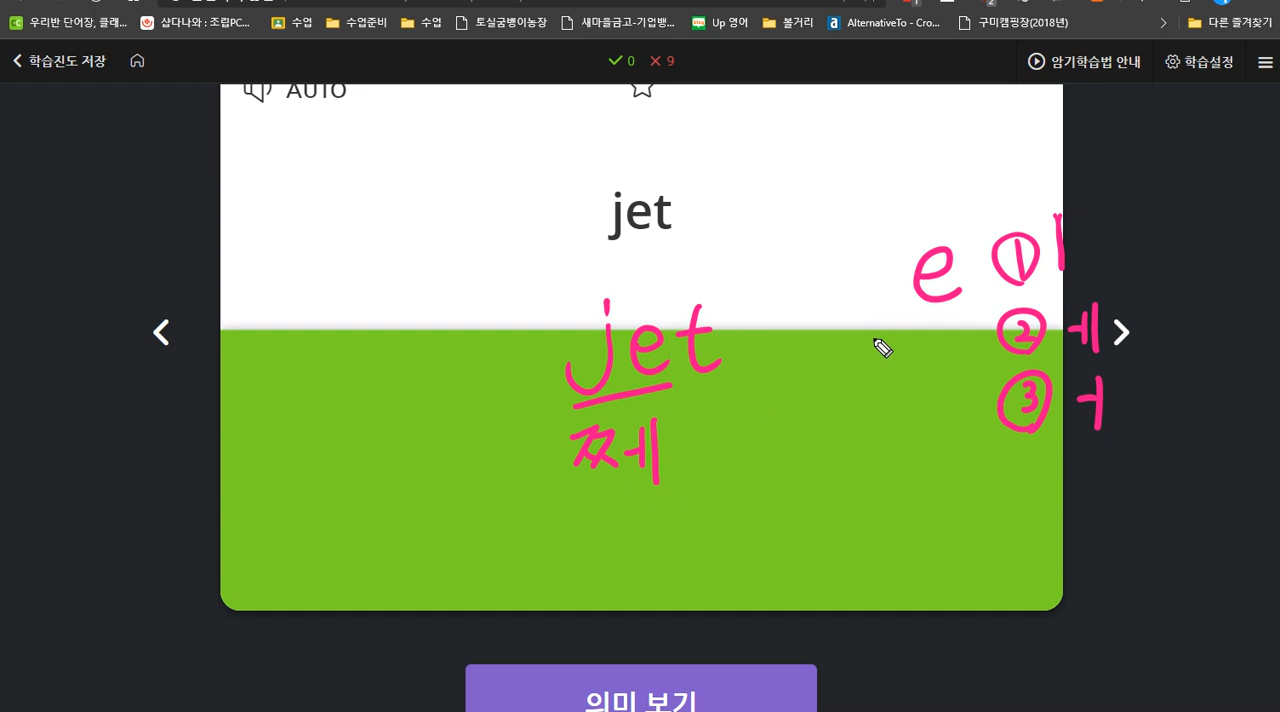 우리반 단어장, 클래... 샵다나와 : 조립PC... 수업 수업준비 수업 토실굼뱅이농장 새마을금고-기업뱅... Up 영어 볼거리 AlternativeTo - Cro... 구미캠핑장(2018년) 다른 즐겨찾기
학습진도 저장 0 9 암기학습법 안내 학습설정
AUTO
jet
e ① ㅣ
② ㅔ
③ ㅓ
jet
쩨
의미 보기